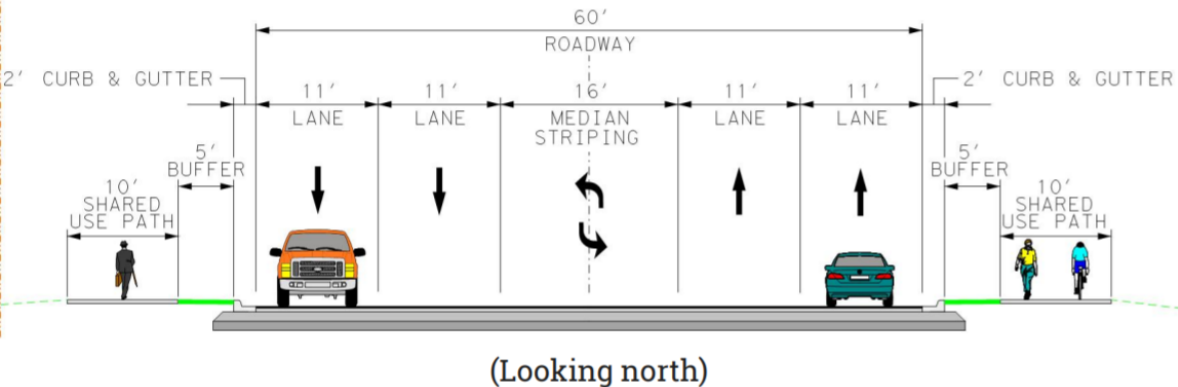 60'
ROADWAY
2' CURB & GUTTER
2' CURB & GUTTER
11'
LANE
11'
LANE
16'
MEDIAN
STRIPING
11'
LANE
11'
LANE
5'
BUFFER
5'
BUFFER
10'
SHARED
USE PATH
10'
SHARED
USE PATH
(Looking north)